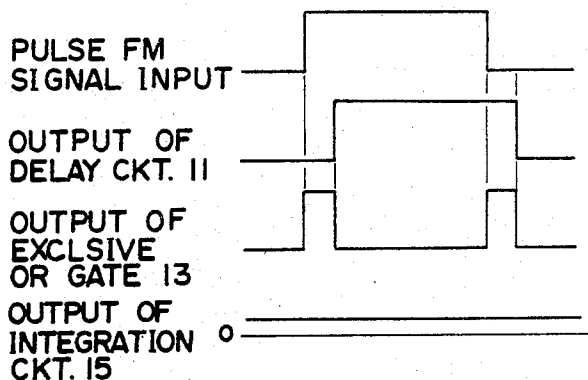 PULSE FM
SIGNAL INPUT
OUTPUT OF
DELAY CKT. 11
OUTPUT OF
EXCLSIVE
OR GATE 13
OUTPUT OF
INTEGRATION
CKT. 15
0